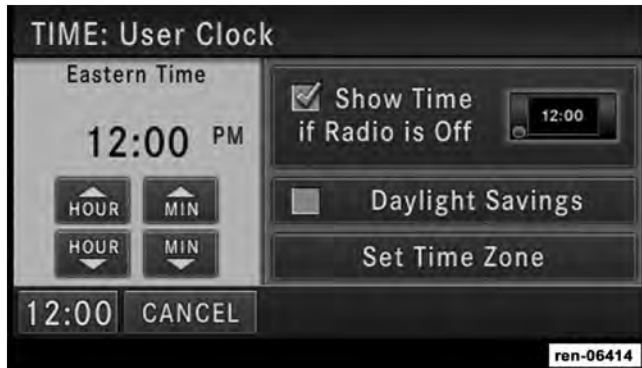 TIME: User Clock
Eastern Time
12:00 PM
HOUR MIN
HOUR MIN
Show Time
if Radio is Off
12:00
Daylight Savings
Set Time Zone
12:00 CANCEL
ren-06414